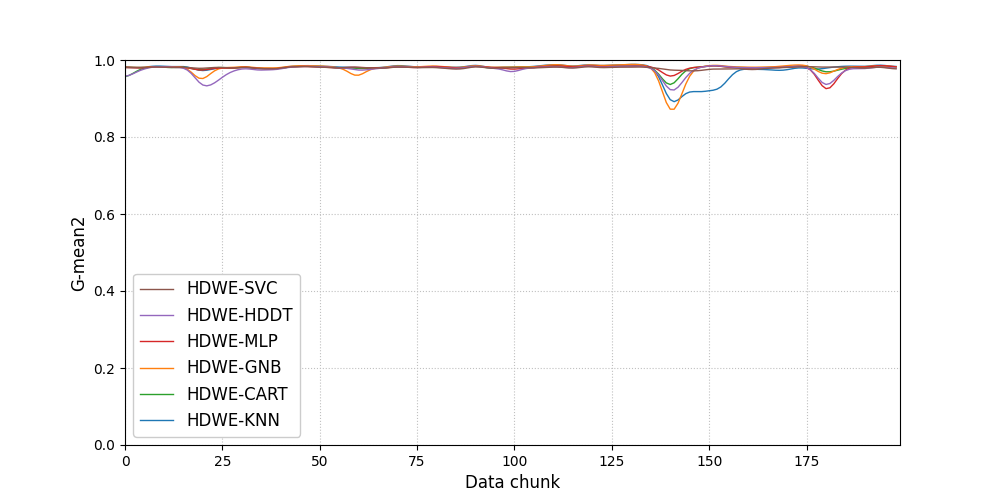 1.0
0.8
0.6
0.4
0.2
0.0
G-mean2
HDWE-SVC
HDWE-HDDT
HDWE-MLP
HDWE-GNB
HDWE-CART
HDWE-KNN
0 25 50 75 100 125 150 175
Data chunk